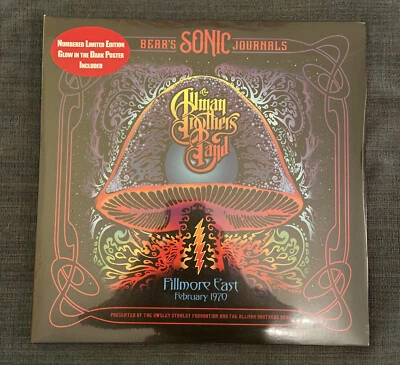 Numbered Limited Edition
Glow in the Dark Poster
Included
BEAR'S SONIC JOURNALS
The
Allman
Brothers
Band
Fillmore East
February 1970
PRESENTED BY THE OWSLEY STANLEY FOUNDATION AND THE ALLMAN BROTHERS BAND